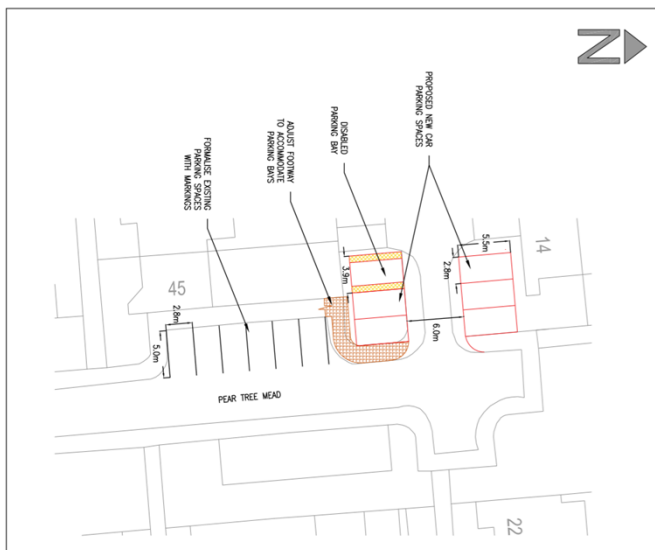 N
PROPOSED NEW CAR
PARKING SPACES
DISABLED
PARKING BAY
ADJUST FOOTWAY
TO ACCOMMODATE
PARKING BAYS
FORMALISE EXISTING
PARKING SPACES
WITH MARKINGS
14
5.5m
2.8m
3.9m
6.0m
45
2.8m
5.0m
PEAR TREE MEAD
22